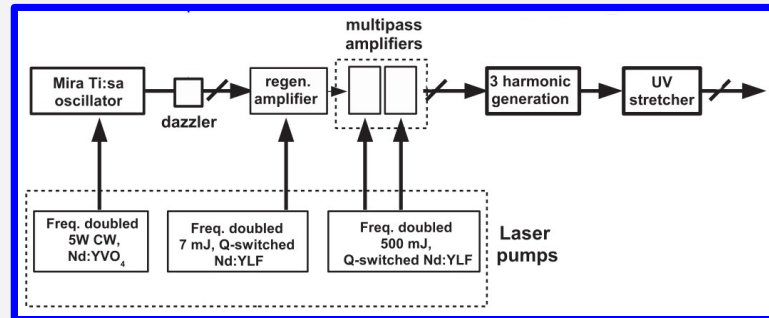 multipass
amplifiers
Mira Ti:sa
oscillator
dazzler
regen.
amplifier
3 harmonic
generation
UV
stretcher
Freq. doubled
5W CW,
Nd:YVO₄
Freq. doubled
7 mJ, Q-switched
Nd:YLF
Freq. doubled
500 mJ,
Q-switched Nd:YLF
Laser
pumps